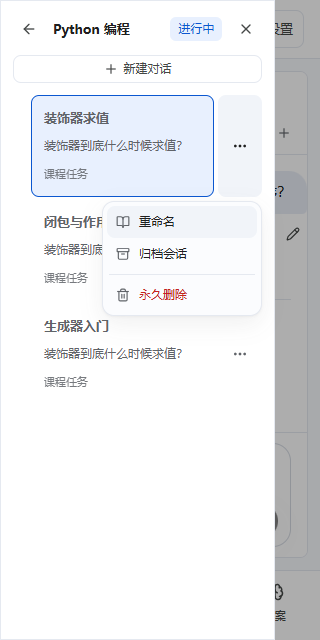 Python 编程
进行中
新建对话
装饰器求值
装饰器到底什么时候求值?
课程任务
重命名
归档会话
永久删除
闭包与作
装饰器到底
课程任务
生成器入门
装饰器到底什么时候求值?
课程任务
设置
案